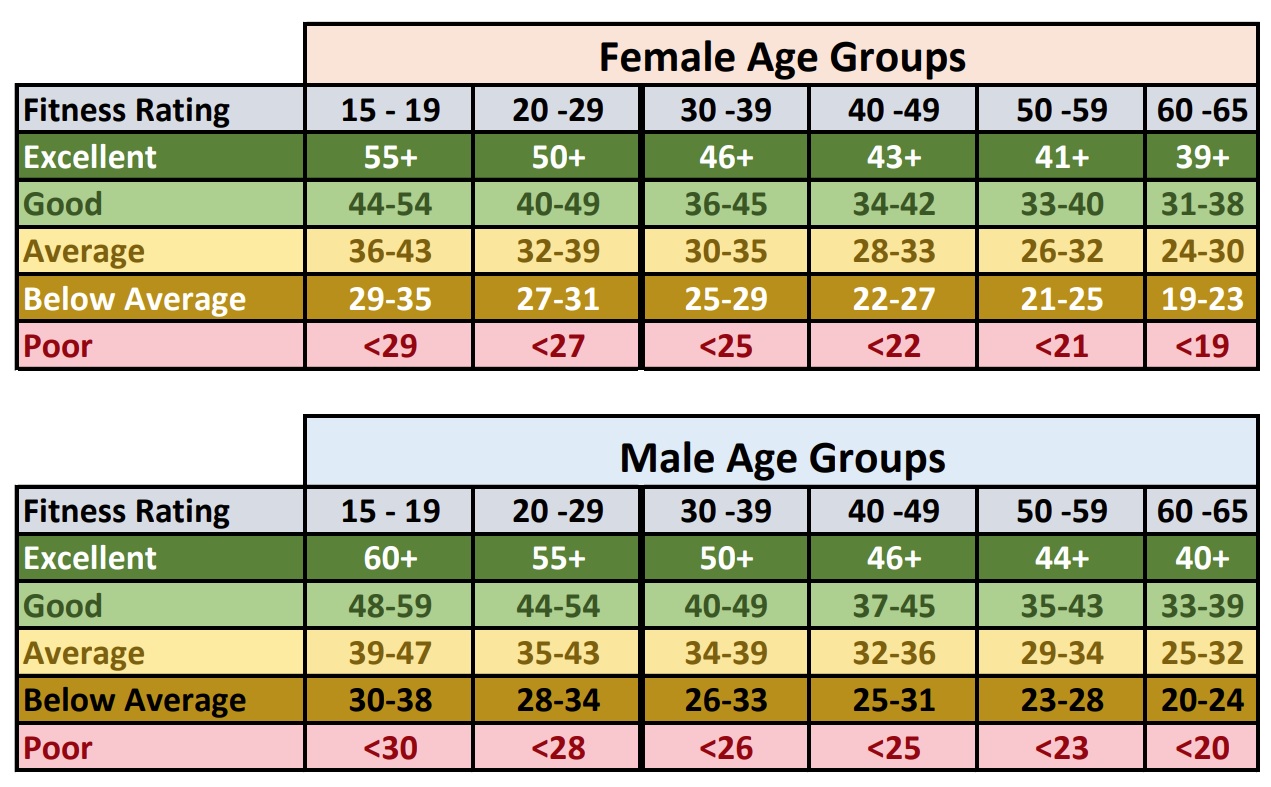 Female Age Groups
Fitness Rating 15 - 19 20 -29 30 -39 40 -49 50 -59 60 -65
Excellent 55+ 50+ 46+ 43+ 41+ 39+
Good 44-54 40-49 36-45 34-42 33-40 31-38
Average 36-43 32-39 30-35 28-33 26-32 24-30
Below Average 29-35 27-31 25-29 22-27 21-25 19-23
Poor <29 <27 <25 <22 <21 <19
Male Age Groups
Fitness Rating 15 - 19 20 -29 30 -39 40 -49 50 -59 60 -65
Excellent 60+ 55+ 50+ 46+ 44+ 40+
Good 48-59 44-54 40-49 37-45 35-43 33-39
Average 39-47 35-43 34-39 32-36 29-34 25-32
Below Average 30-38 28-34 26-33 25-31 23-28 20-24
Poor <30 <28 <26 <25 <23 <20